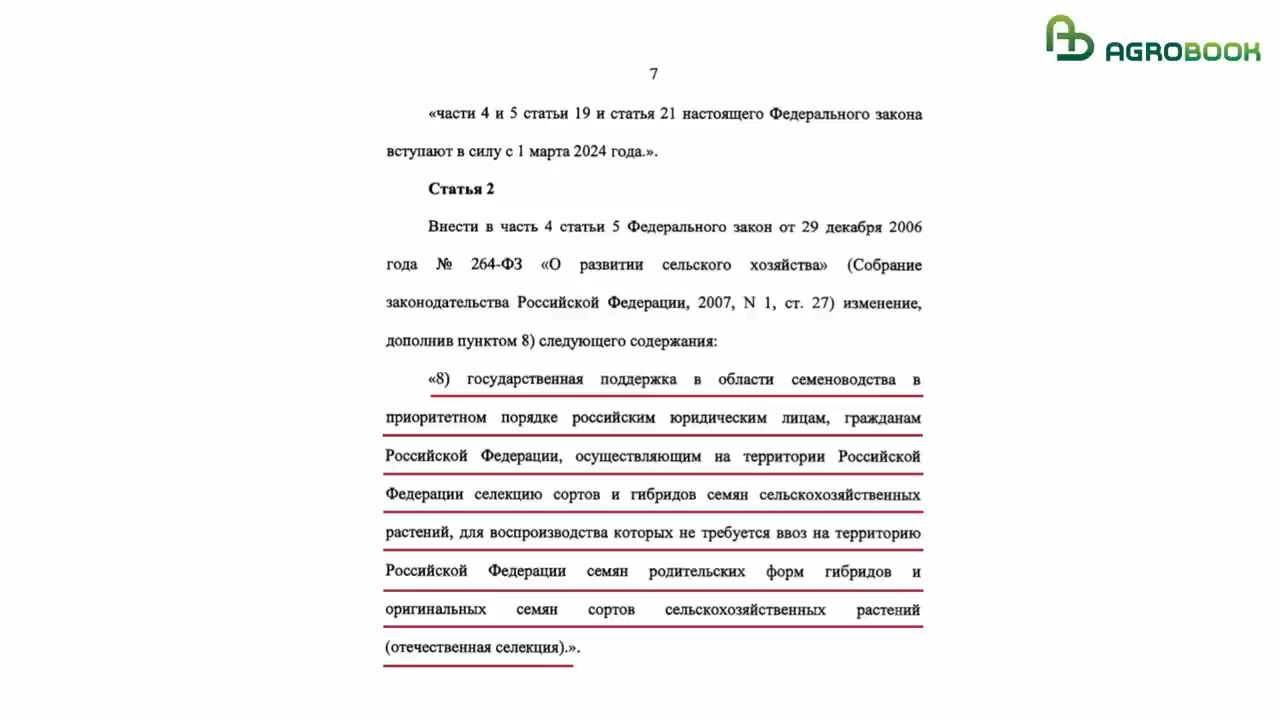 AGROBOOK
7
«части 4 и 5 статьи 19 и статья 21 настоящего Федерального закона
вступают в силу с 1 марта 2024 года.».
Статья 2
Внести в часть 4 статьи 5 Федерального закон от 29 декабря 2006
года № 264-ФЗ «О развитии сельского хозяйства» (Собрание
законодательства Российской Федерации, 2007, N 1, ст. 27) изменение,
дополнив пунктом 8) следующего содержания:
«8) государственная поддержка в области семеноводства в
приоритетном порядке российским юридическим лицам, гражданам
Российской Федерации, осуществляющим на территории Российской
Федерации селекцию сортов и гибридов семян сельскохозяйственных
растений, для воспроизводства которых не требуется ввоз на территорию
Российской Федерации семян родительских форм гибридов и
оригинальных семян сортов сельскохозяйственных растений
(отечественная селекция).».